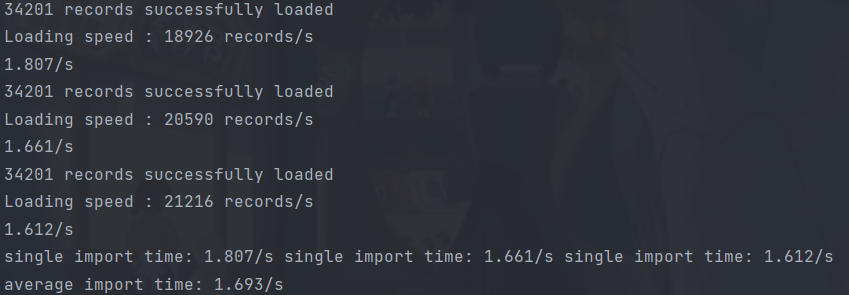 34201 records successfully loaded
Loading speed : 18926 records/s
1.807/s
34201 records successfully loaded
Loading speed : 20590 records/s
1.661/s
34201 records successfully loaded
Loading speed : 21216 records/s
1.612/s
single import time: 1.807/s single import time: 1.661/s single import time: 1.612/s
average import time: 1.693/s